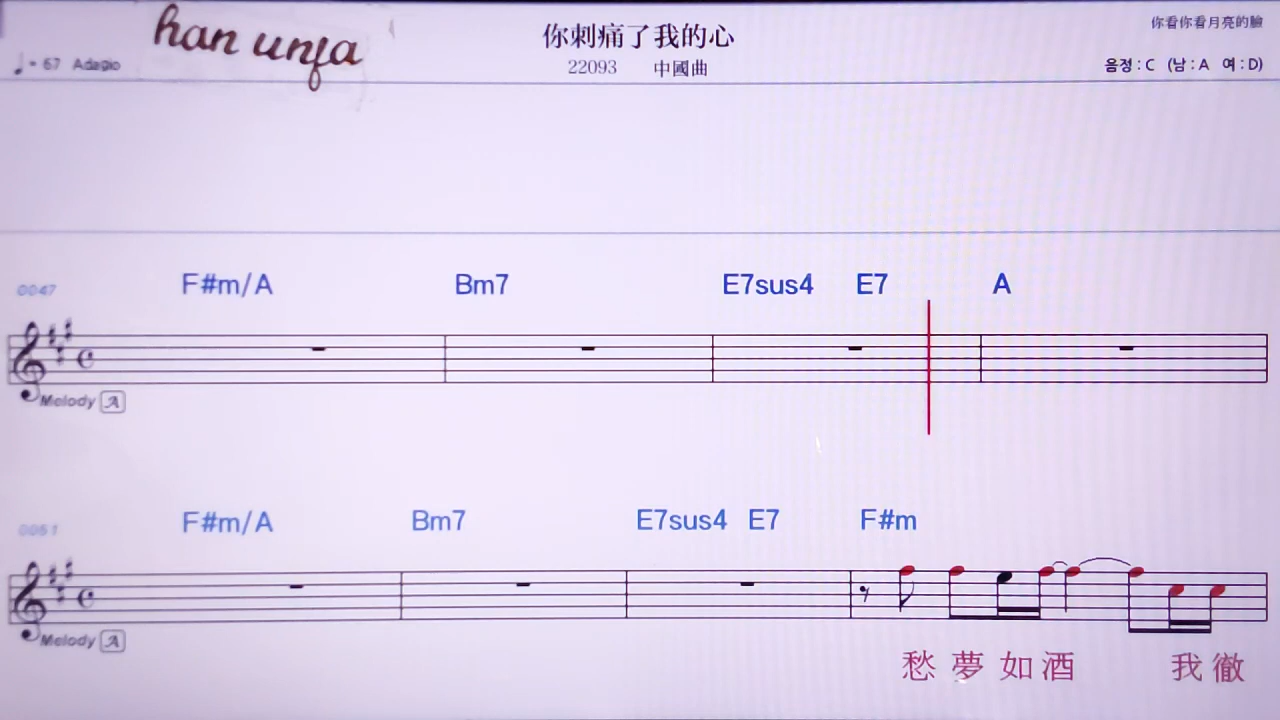 han unfa
你刺痛了我的心
你看你看月亮的臉
♩= 67 Adagio
22093 中國曲
음정 : C (남 : A 여 : D)
0047 F#m/A Bm7 E7sus4 E7 A
Melody A
0051 F#m/A Bm7 E7sus4 E7 F#m
Melody A
愁 夢 如 酒 我 徹